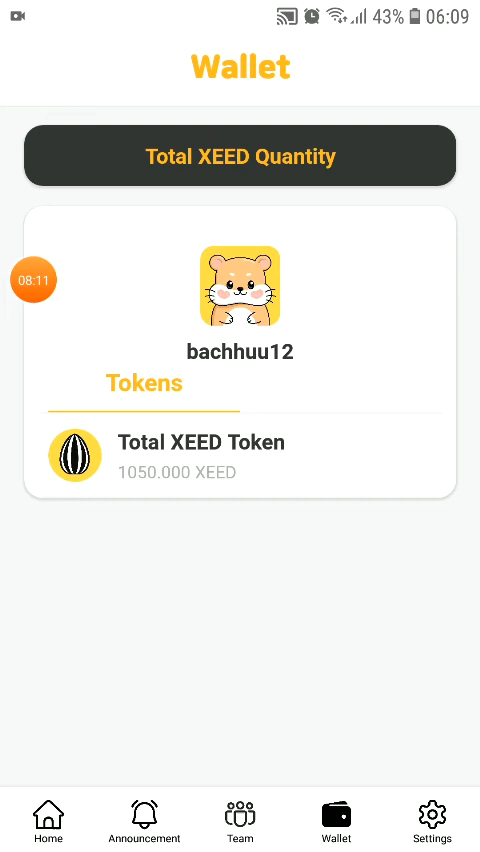 43% 06:09
Wallet
Total XEED Quantity
08:11
bachhuu12
Tokens
Total XEED Token
1050.000 XEED
Home Announcement Team Wallet Settings